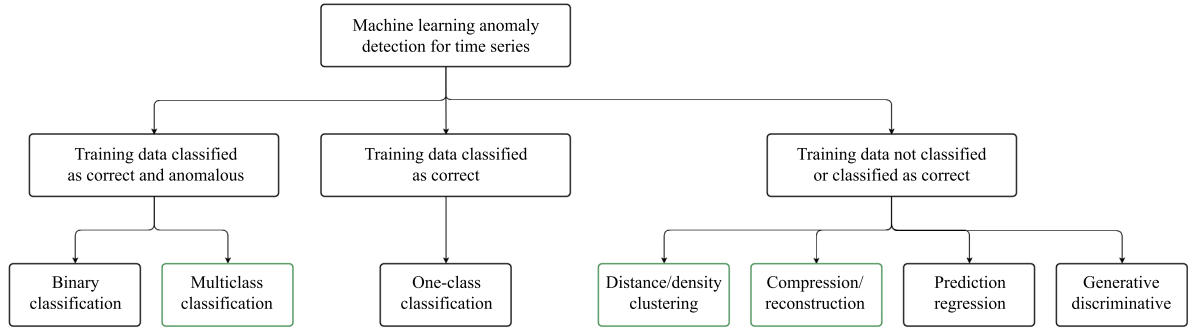 Machine learning anomaly
detection for time series
Training data classified
as correct and anomalous
Training data classified
as correct
Training data not classified
or classified as correct
Binary
classification
Multiclass
classification
One-class
classification
Distance/density
clustering
Compression/
reconstruction
Prediction
regression
Generative
discriminative